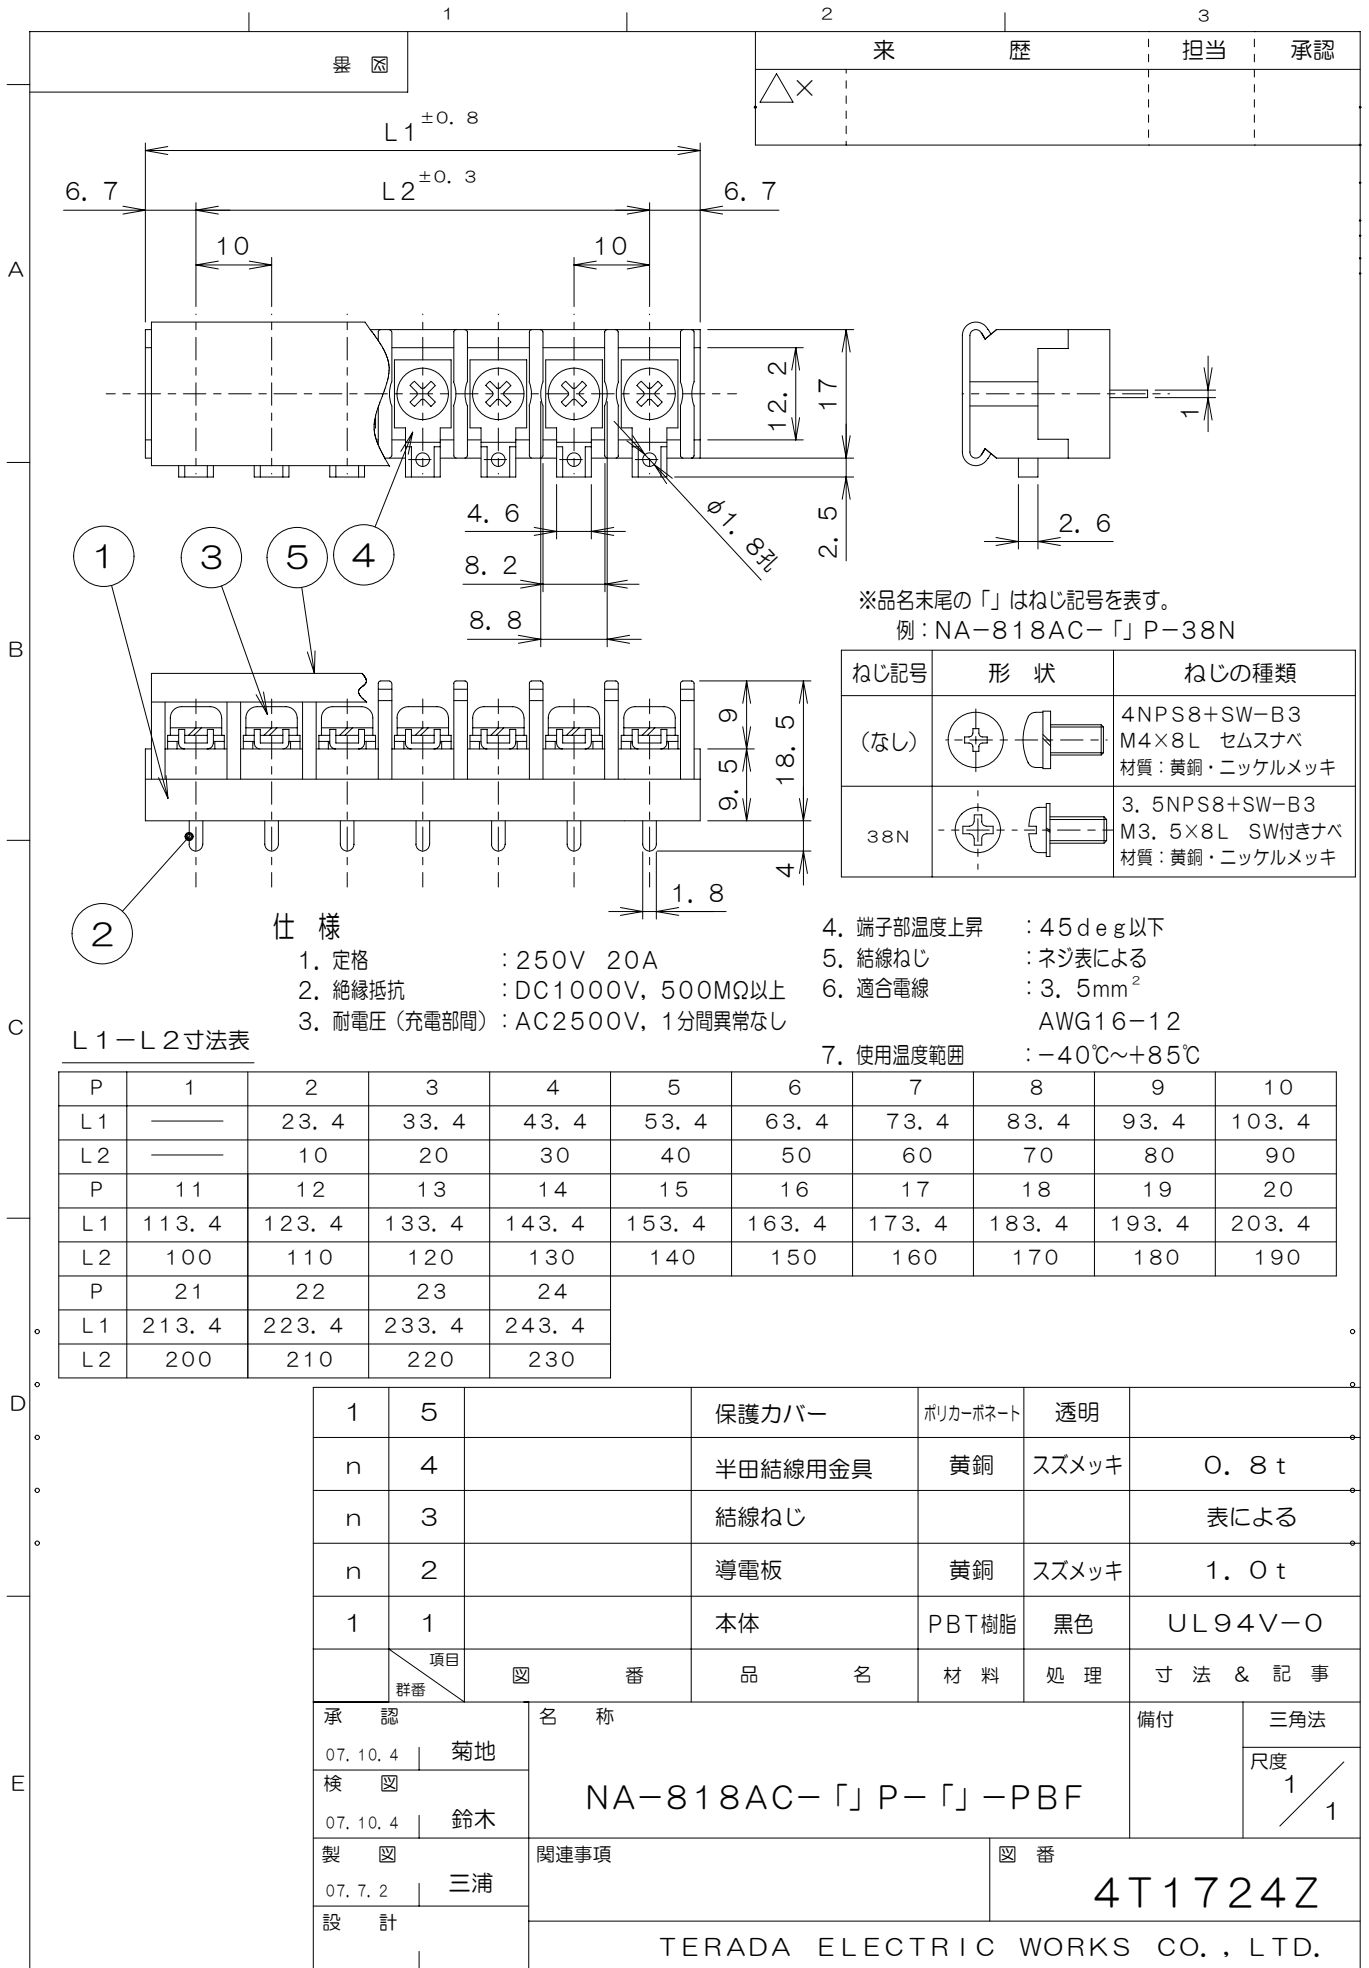 1 2 3
図番
来 歴 担当 承認
△×
L1±0.8
L2±0.3
6.7 6.7
10 10
A
12.2
17
1
4.6
φ1.8孔
2.5
2.6
1 3 5 4
8.2
8.8
※品名末尾の「」はねじ記号を表す。
例：NA−818AC−「」P−38N
B
ねじ記号 形 状 ねじの種類
(なし) 4NPS8+SW−B3
M4×8L セムスナベ
材質：黄銅・ニッケルメッキ
38N 3.5NPS8+SW−B3
M3.5×8L SW付きナベ
材質：黄銅・ニッケルメッキ
9
9.5
18.5
4
1.8
2
仕 様
1. 定格 ：250V 20A
2. 絶縁抵抗 ：DC1000V, 500MΩ以上
3. 耐電圧（充電部間）：AC2500V, 1分間異常なし
4. 端子部温度上昇 ：45deg以下
5. 結線ねじ ：ネジ表による
6. 適合電線 ：3.5mm²
AWG16−12
7. 使用温度範囲 ：−40℃〜+85℃
C
L1−L2寸法表
P 1 2 3 4 5 6 7 8 9 10
L1 ── 23.4 33.4 43.4 53.4 63.4 73.4 83.4 93.4 103.4
L2 ── 10 20 30 40 50 60 70 80 90
P 11 12 13 14 15 16 17 18 19 20
L1 113.4 123.4 133.4 143.4 153.4 163.4 173.4 183.4 193.4 203.4
L2 100 110 120 130 140 150 160 170 180 190
P 21 22 23 24
L1 213.4 223.4 233.4 243.4
L2 200 210 220 230
D
1 5 保護カバー ポリカーボネート 透明
n 4 半田結線用金具 黄銅 スズメッキ 0.8t
n 3 結線ねじ 表による
n 2 導電板 黄銅 スズメッキ 1.0t
1 1 本体 PBT樹脂 黒色 UL94V−0
項目
群番
図 番 品 名 材 料 処 理 寸 法 & 記 事
E
承 認
07.10.4 菊地
検 図
07.10.4 鈴木
製 図
07.7.2 三浦
設 計
名 称
NA−818AC−「」P−「」−PBF
備付 三角法
尺度
1/1
関連事項
図 番
4T1724Z
TERADA ELECTRIC WORKS CO., LTD.